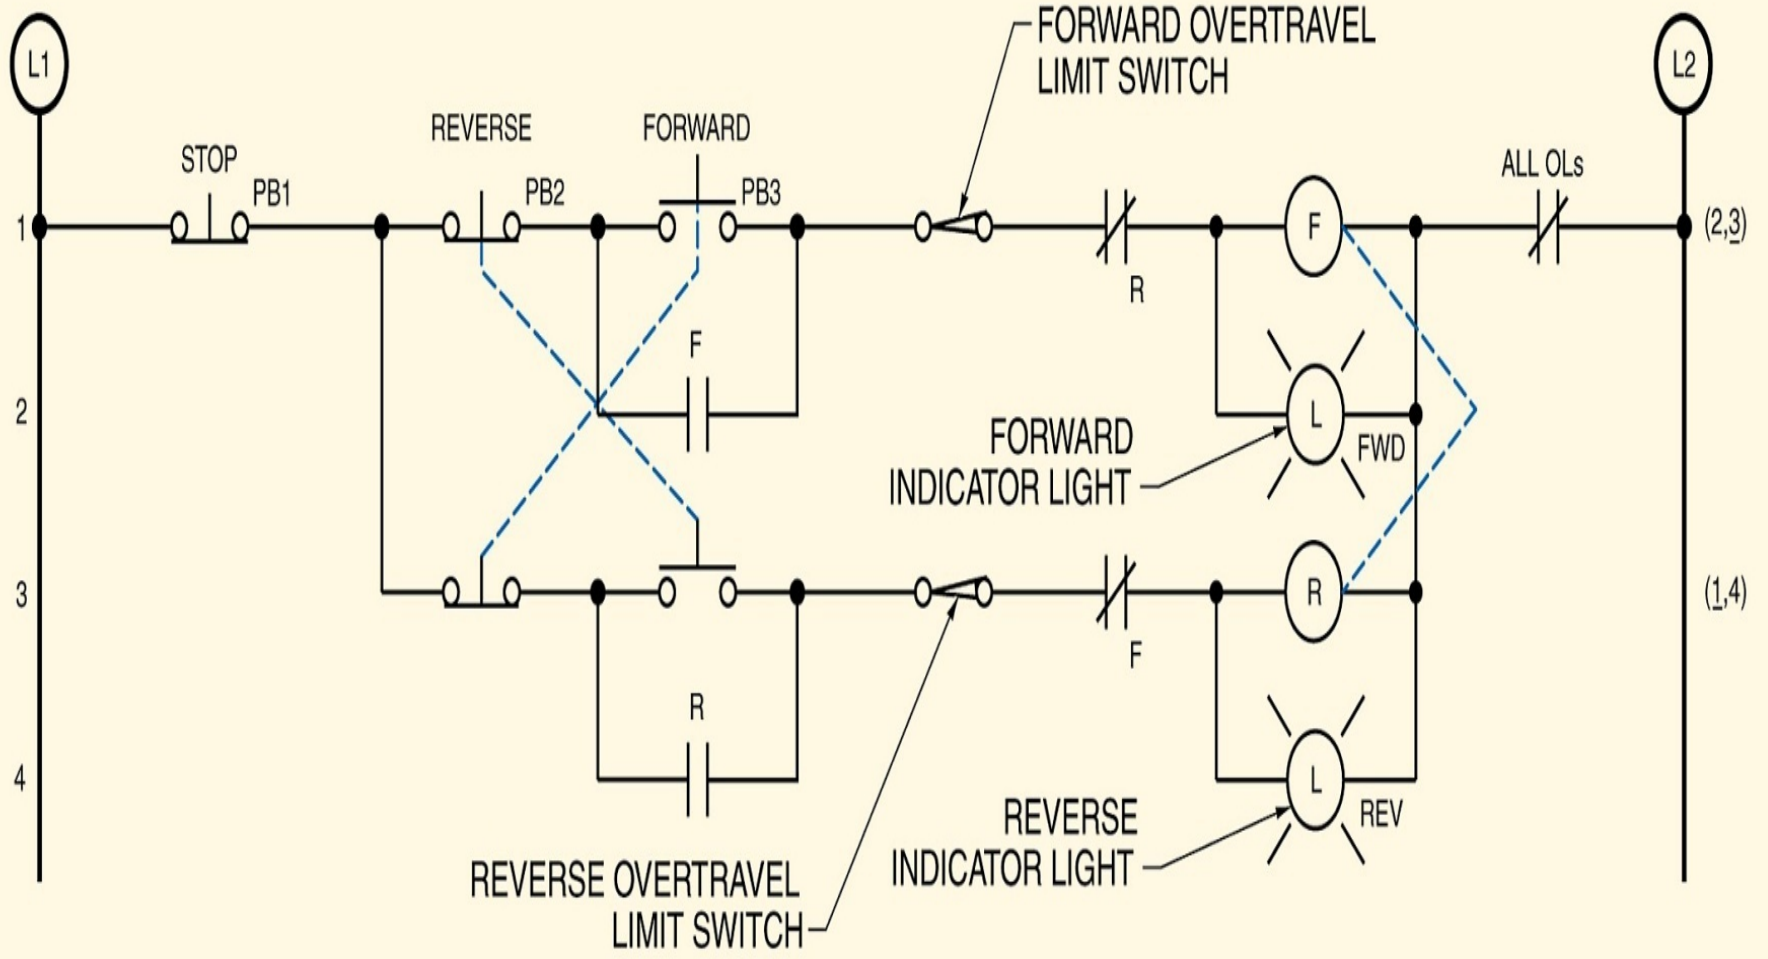 FORWARD OVERTRAVEL
LIMIT SWITCH
L1
L2
REVERSE
FORWARD
STOP
ALL OLs
PB1
PB2
PB3
1
F
(2,3)
R
F
2
L
FORWARD
INDICATOR LIGHT
FWD
3
R
(1,4)
F
R
4
L
REVERSE
INDICATOR LIGHT
REV
REVERSE OVERTRAVEL
LIMIT SWITCH